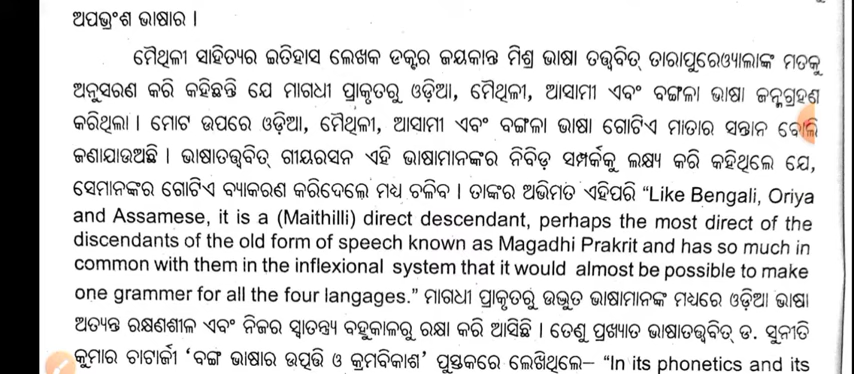 ଅପଭ୍ରଂଶ ଭାଷାର ।
ମୈଥିଳୀ ସାହିତ୍ୟର ଇତିହାସ ଲେଖକ ଡକ୍ଟର ଜୟକାନ୍ତ ମିଶ୍ର ଭାଷା ତତ୍ତ୍ୱବିତ୍ ତାରାପୁରେଓ୍ୱାଲାଙ୍କ ମତକୁ
ଅନୁସରଣ କରି କହିଛନ୍ତି ଯେ ମାଗଧୀ ପ୍ରାକୃତରୁ ଓଡ଼ିଆ, ମୈଥିଳୀ, ଆସାମୀ ଏବଂ ବଙ୍ଗଳା ଭାଷା ଜନ୍ମଗ୍ରହଣ
କରିଥିଲା । ମୋଟ ଉପରେ ଓଡ଼ିଆ, ମୈଥିଳୀ, ଆସାମୀ ଏବଂ ବଙ୍ଗଳା ଭାଷା ଗୋଟିଏ ମାତାର ସନ୍ତାନ ବୋଲି
ଜଣାଯାଉଅଛି । ଭାଷାତତ୍ତ୍ୱବିତ୍ ଗୀୟରସନ ଏହି ଭାଷାମାନଙ୍କର ନିବିଡ଼ ସମ୍ପର୍କକୁ ଲକ୍ଷ୍ୟ କରି କହିଥିଲେ ଯେ,
ସେମାନଙ୍କର ଗୋଟିଏ ବ୍ୟାକରଣ କରିଦେଲେ ମଧ୍ୟ ଚଳିବ । ତାଙ୍କର ଅଭିମତ ଏହିପରି “Like Bengali, Oriya
and Assamese, it is a (Maithilli) direct descendant, perhaps the most direct of the
discendants of the old form of speech known as Magadhi Prakrit and has so much in
common with them in the inflexional system that it would almost be possible to make
one grammer for all the four langages.” ମାଗଧୀ ପ୍ରାକୃତରୁ ଉଦ୍ଭୂତ ଭାଷାମାନଙ୍କ ମଧ୍ୟରେ ଓଡ଼ିଆ ଭାଷା
ଅତ୍ୟନ୍ତ ରକ୍ଷଣଶୀଳ ଏବଂ ନିଜର ସ୍ୱାତନ୍ତ୍ର୍ୟ ବହୁକାଳରୁ ରକ୍ଷା କରି ଆସିଛି । ତେଣୁ ପ୍ରଖ୍ୟାତ ଭାଷାତତ୍ତ୍ୱବିତ୍ ଡ. ସୁନୀତି
କୁମାର ଚାଟାର୍ଜୀ ‘ବଙ୍ଗ ଭାଷାର ଉତ୍ପତ୍ତି ଓ କ୍ରମବିକାଶ’ ପୁସ୍ତକରେ ଲେଖିଥିଲେ– “In its phonetics and its